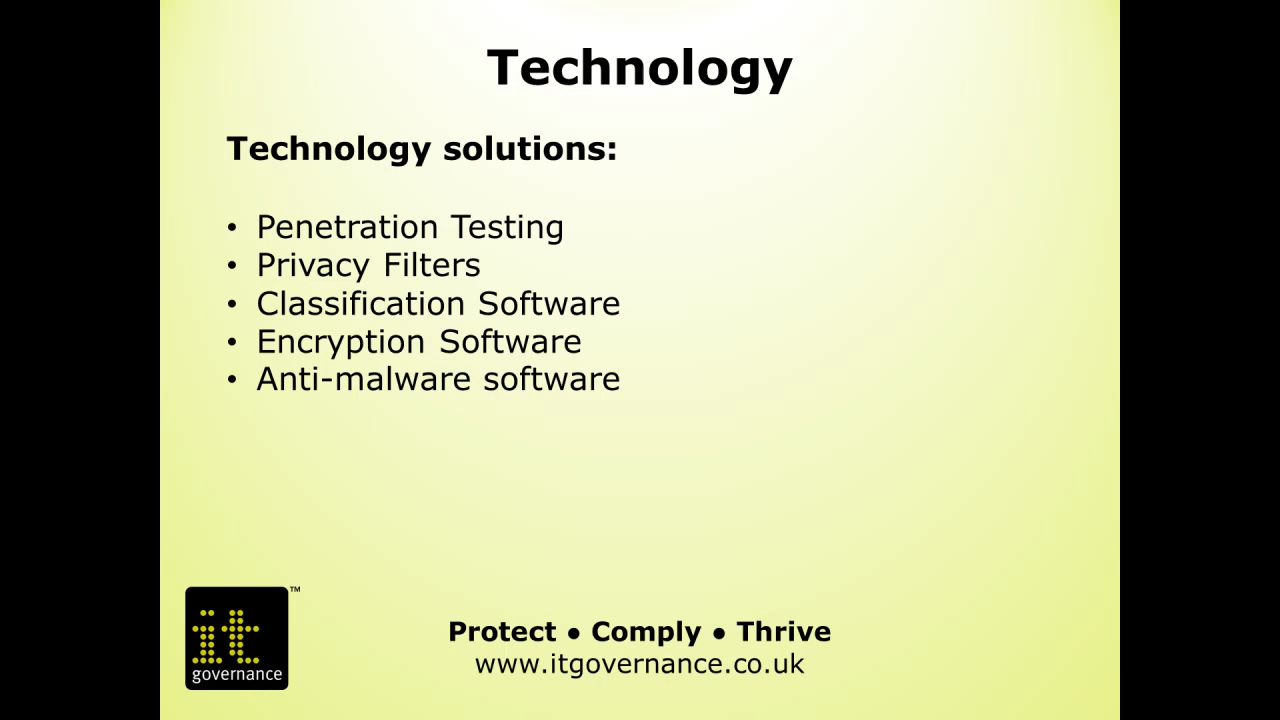 Technology
Technology solutions:
• Penetration Testing
• Privacy Filters
• Classification Software
• Encryption Software
• Anti-malware software
it
governance
™
Protect ● Comply ● Thrive
www.itgovernance.co.uk